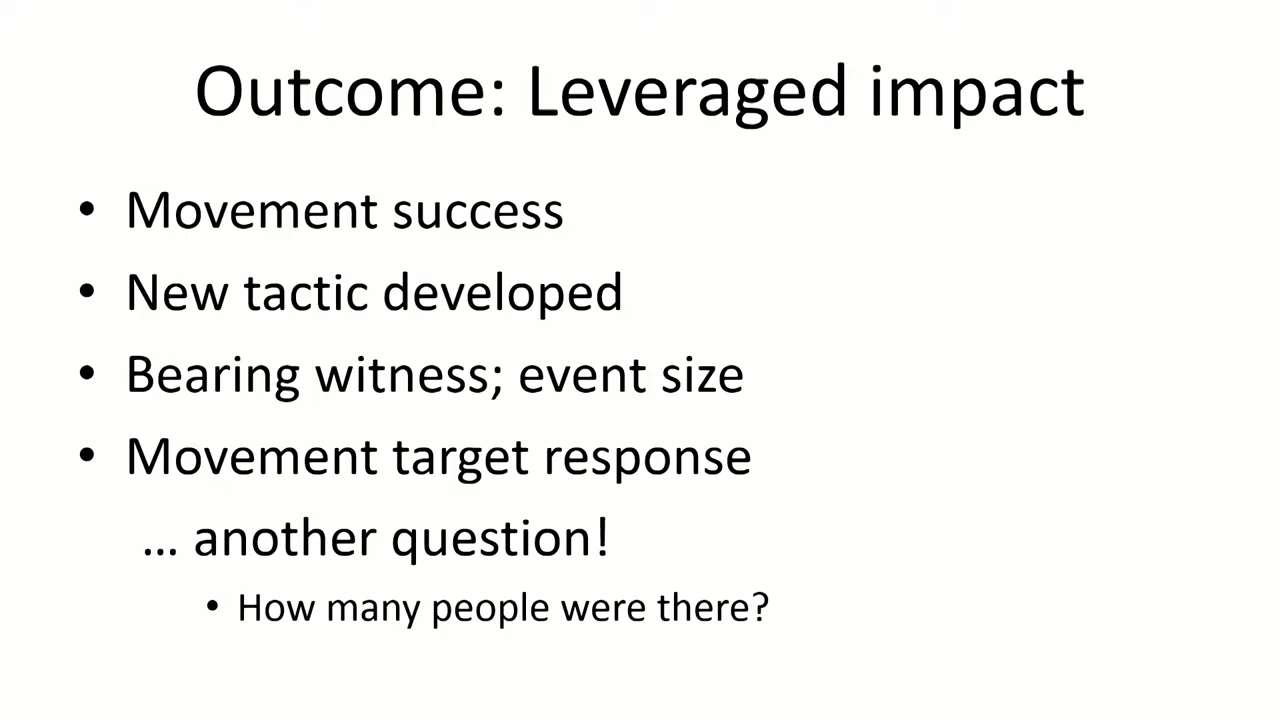 Outcome: Leveraged impact
• Movement success
• New tactic developed
• Bearing witness; event size
• Movement target response
… another question!
• How many people were there?